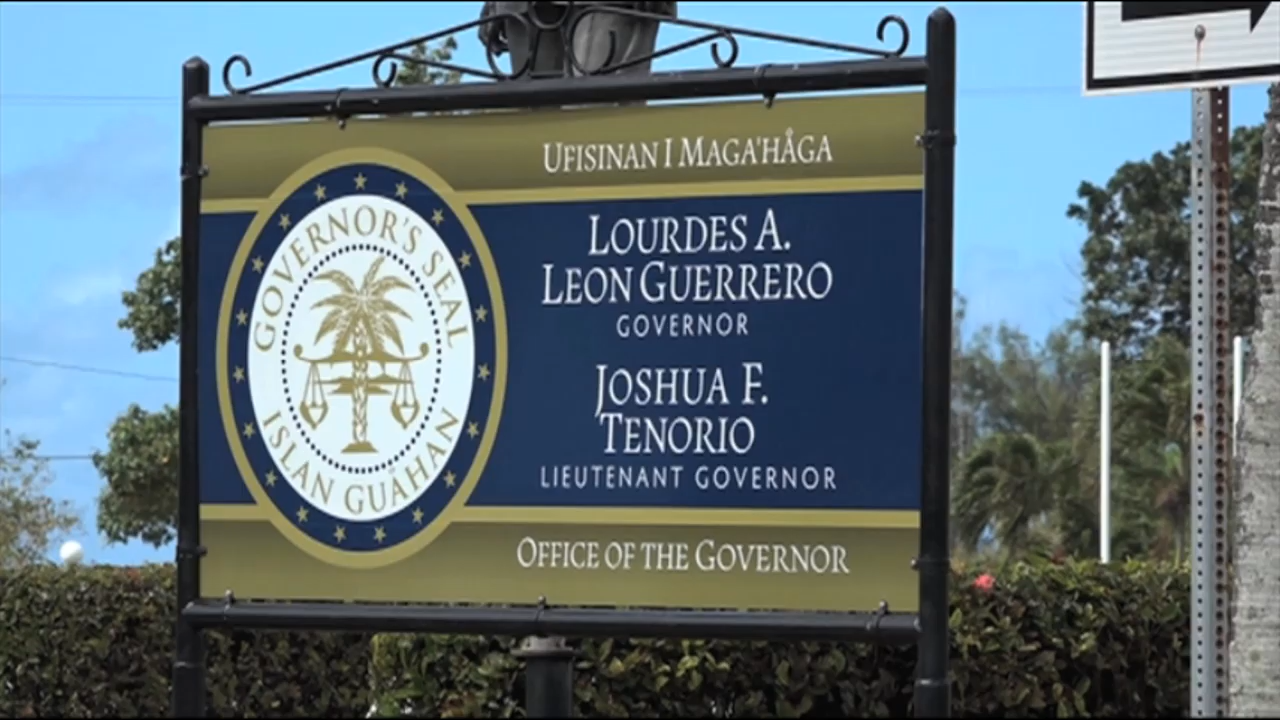 UFISINAN I MAGA'HÅGA
LOURDES A.
LEON GUERRERO
GOVERNOR
JOSHUA F.
TENORIO
LIEUTENANT GOVERNOR
OFFICE OF THE GOVERNOR
GOVERNOR'S SEAL
ISLAN GUÅHAN